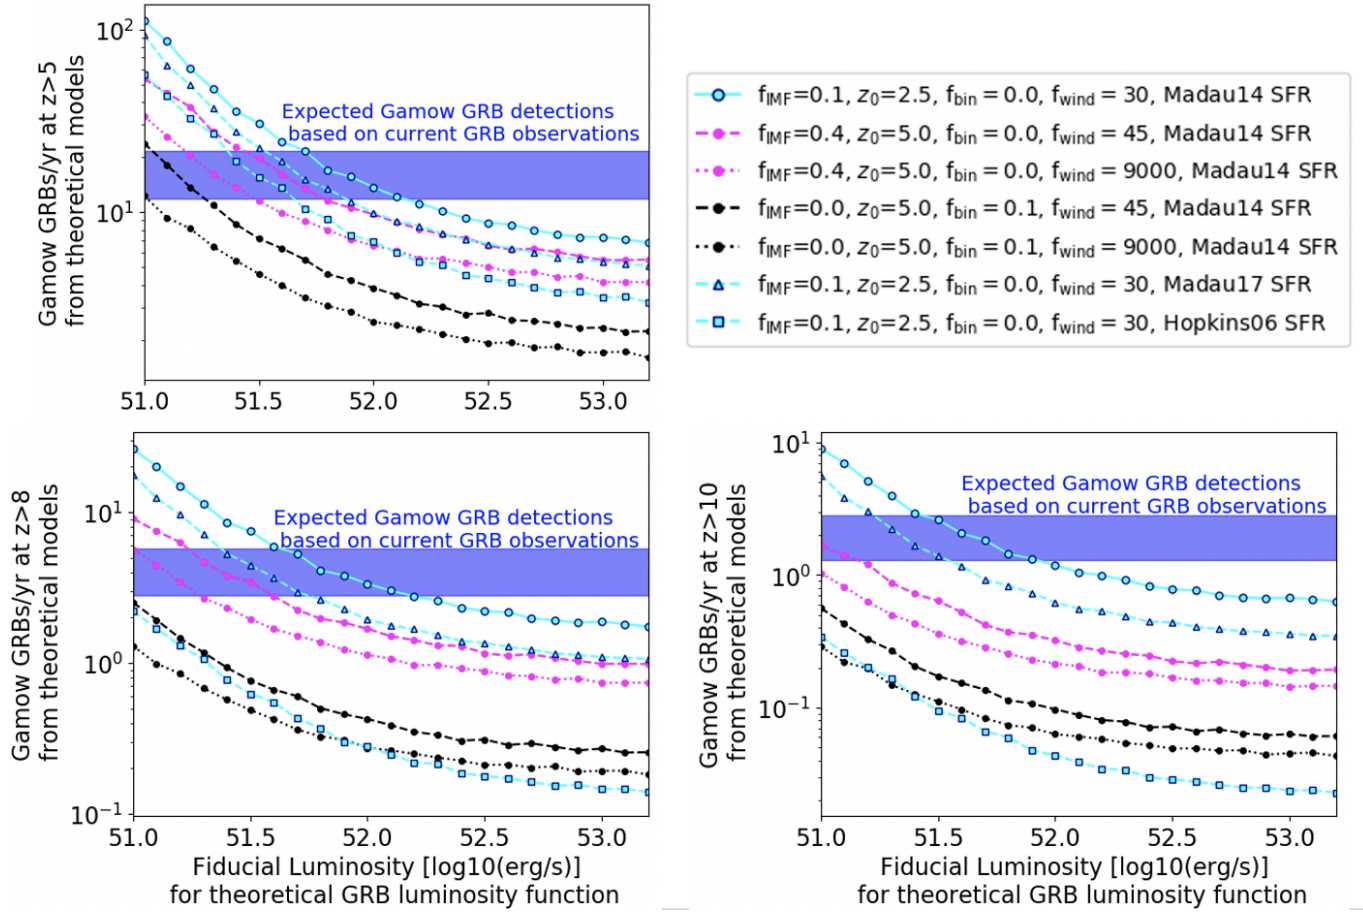 10²
10¹
Gamow GRBs/yr at z>5
from theoretical models
Expected Gamow GRB detections
based on current GRB observations
51.0 51.5 52.0 52.5 53.0
f_IMF=0.1, z₀=2.5, f_bin = 0.0, f_wind = 30, Madau14 SFR
f_IMF=0.4, z₀=5.0, f_bin = 0.0, f_wind = 45, Madau14 SFR
f_IMF=0.4, z₀=5.0, f_bin = 0.0, f_wind = 9000, Madau14 SFR
f_IMF=0.0, z₀=5.0, f_bin = 0.1, f_wind = 45, Madau14 SFR
f_IMF=0.0, z₀=5.0, f_bin = 0.1, f_wind = 9000, Madau14 SFR
f_IMF=0.1, z₀=2.5, f_bin = 0.0, f_wind = 30, Madau17 SFR
f_IMF=0.1, z₀=2.5, f_bin = 0.0, f_wind = 30, Hopkins06 SFR
10¹
10⁰
10⁻¹
Gamow GRBs/yr at z>8
from theoretical models
Expected Gamow GRB detections
based on current GRB observations
51.0 51.5 52.0 52.5 53.0
Fiducial Luminosity [log10(erg/s)]
for theoretical GRB luminosity function
10¹
10⁰
10⁻¹
Gamow GRBs/yr at z>10
from theoretical models
Expected Gamow GRB detections
based on current GRB observations
51.0 51.5 52.0 52.5 53.0
Fiducial Luminosity [log10(erg/s)]
for theoretical GRB luminosity function